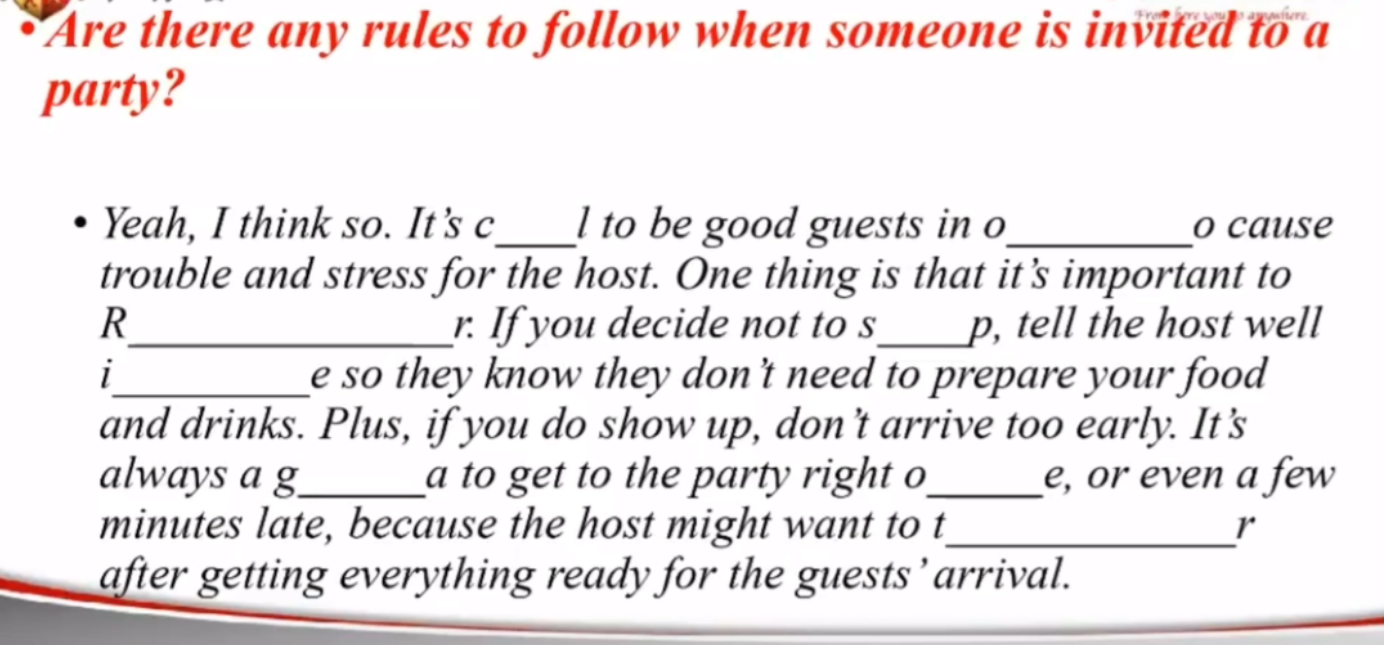 From here you go anywhere.
• Are there any rules to follow when someone is invited to a
party?
• Yeah, I think so. It’s c____l to be good guests in o________o cause
trouble and stress for the host. One thing is that it’s important to
R______________r. If you decide not to s____p, tell the host well
i_________e so they know they don’t need to prepare your food
and drinks. Plus, if you do show up, don’t arrive too early. It’s
always a g______a to get to the party right o_____e, or even a few
minutes late, because the host might want to t_____________r
after getting everything ready for the guests’ arrival.